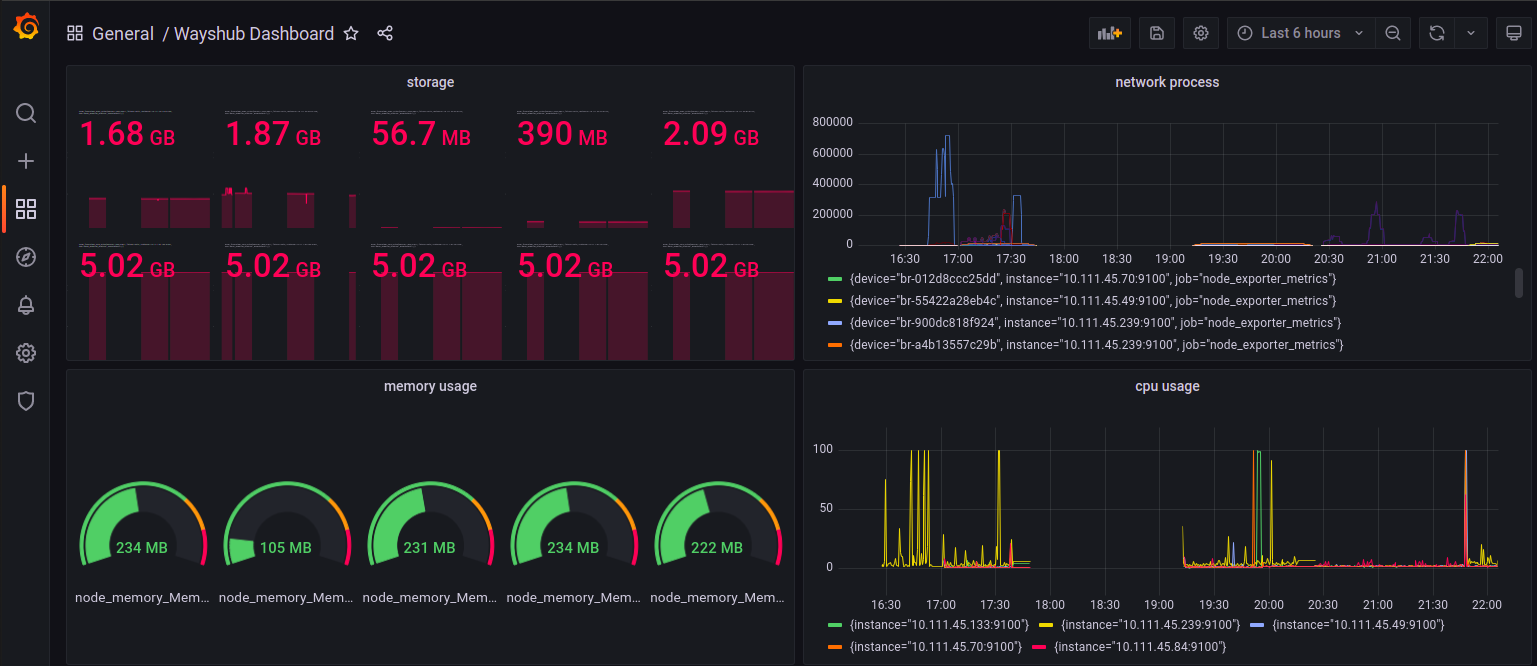 General / Wayshub Dashboard
Last 6 hours
storage
1.68 GB
1.87 GB
56.7 MB
390 MB
2.09 GB
5.02 GB
5.02 GB
5.02 GB
5.02 GB
5.02 GB
network process
800000
600000
400000
200000
0
16:30 17:00 17:30 18:00 18:30 19:00 19:30 20:00 20:30 21:00 21:30 22:00
{device="br-012d8ccc25dd", instance="10.111.45.70:9100", job="node_exporter_metrics"}
{device="br-55422a28eb4c", instance="10.111.45.49:9100", job="node_exporter_metrics"}
{device="br-900dc818f924", instance="10.111.45.239:9100", job="node_exporter_metrics"}
{device="br-a4b13557c29b", instance="10.111.45.239:9100", job="node_exporter_metrics"}
memory usage
234 MB
105 MB
231 MB
234 MB
222 MB
node_memory_Mem... node_memory_Mem... node_memory_Mem... node_memory_Mem... node_memory_Mem...
cpu usage
100
50
0
16:30 17:00 17:30 18:00 18:30 19:00 19:30 20:00 20:30 21:00 21:30 22:00
{instance="10.111.45.133:9100"} {instance="10.111.45.239:9100"} {instance="10.111.45.49:9100"}
{instance="10.111.45.70:9100"} {instance="10.111.45.84:9100"}